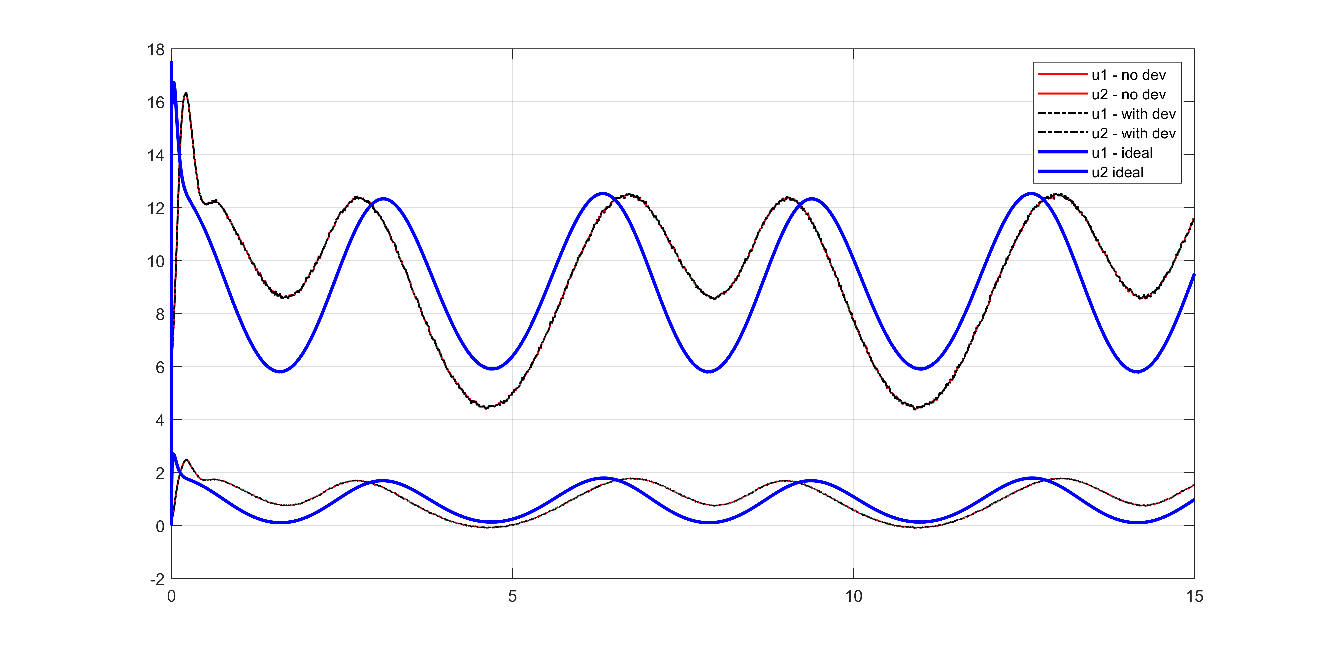 18
16
14
12
10
8
6
4
2
0
-2
0 5 10 15
u1 - no dev
u2 - no dev
u1 - with dev
u2 - with dev
u1 - ideal
u2 ideal